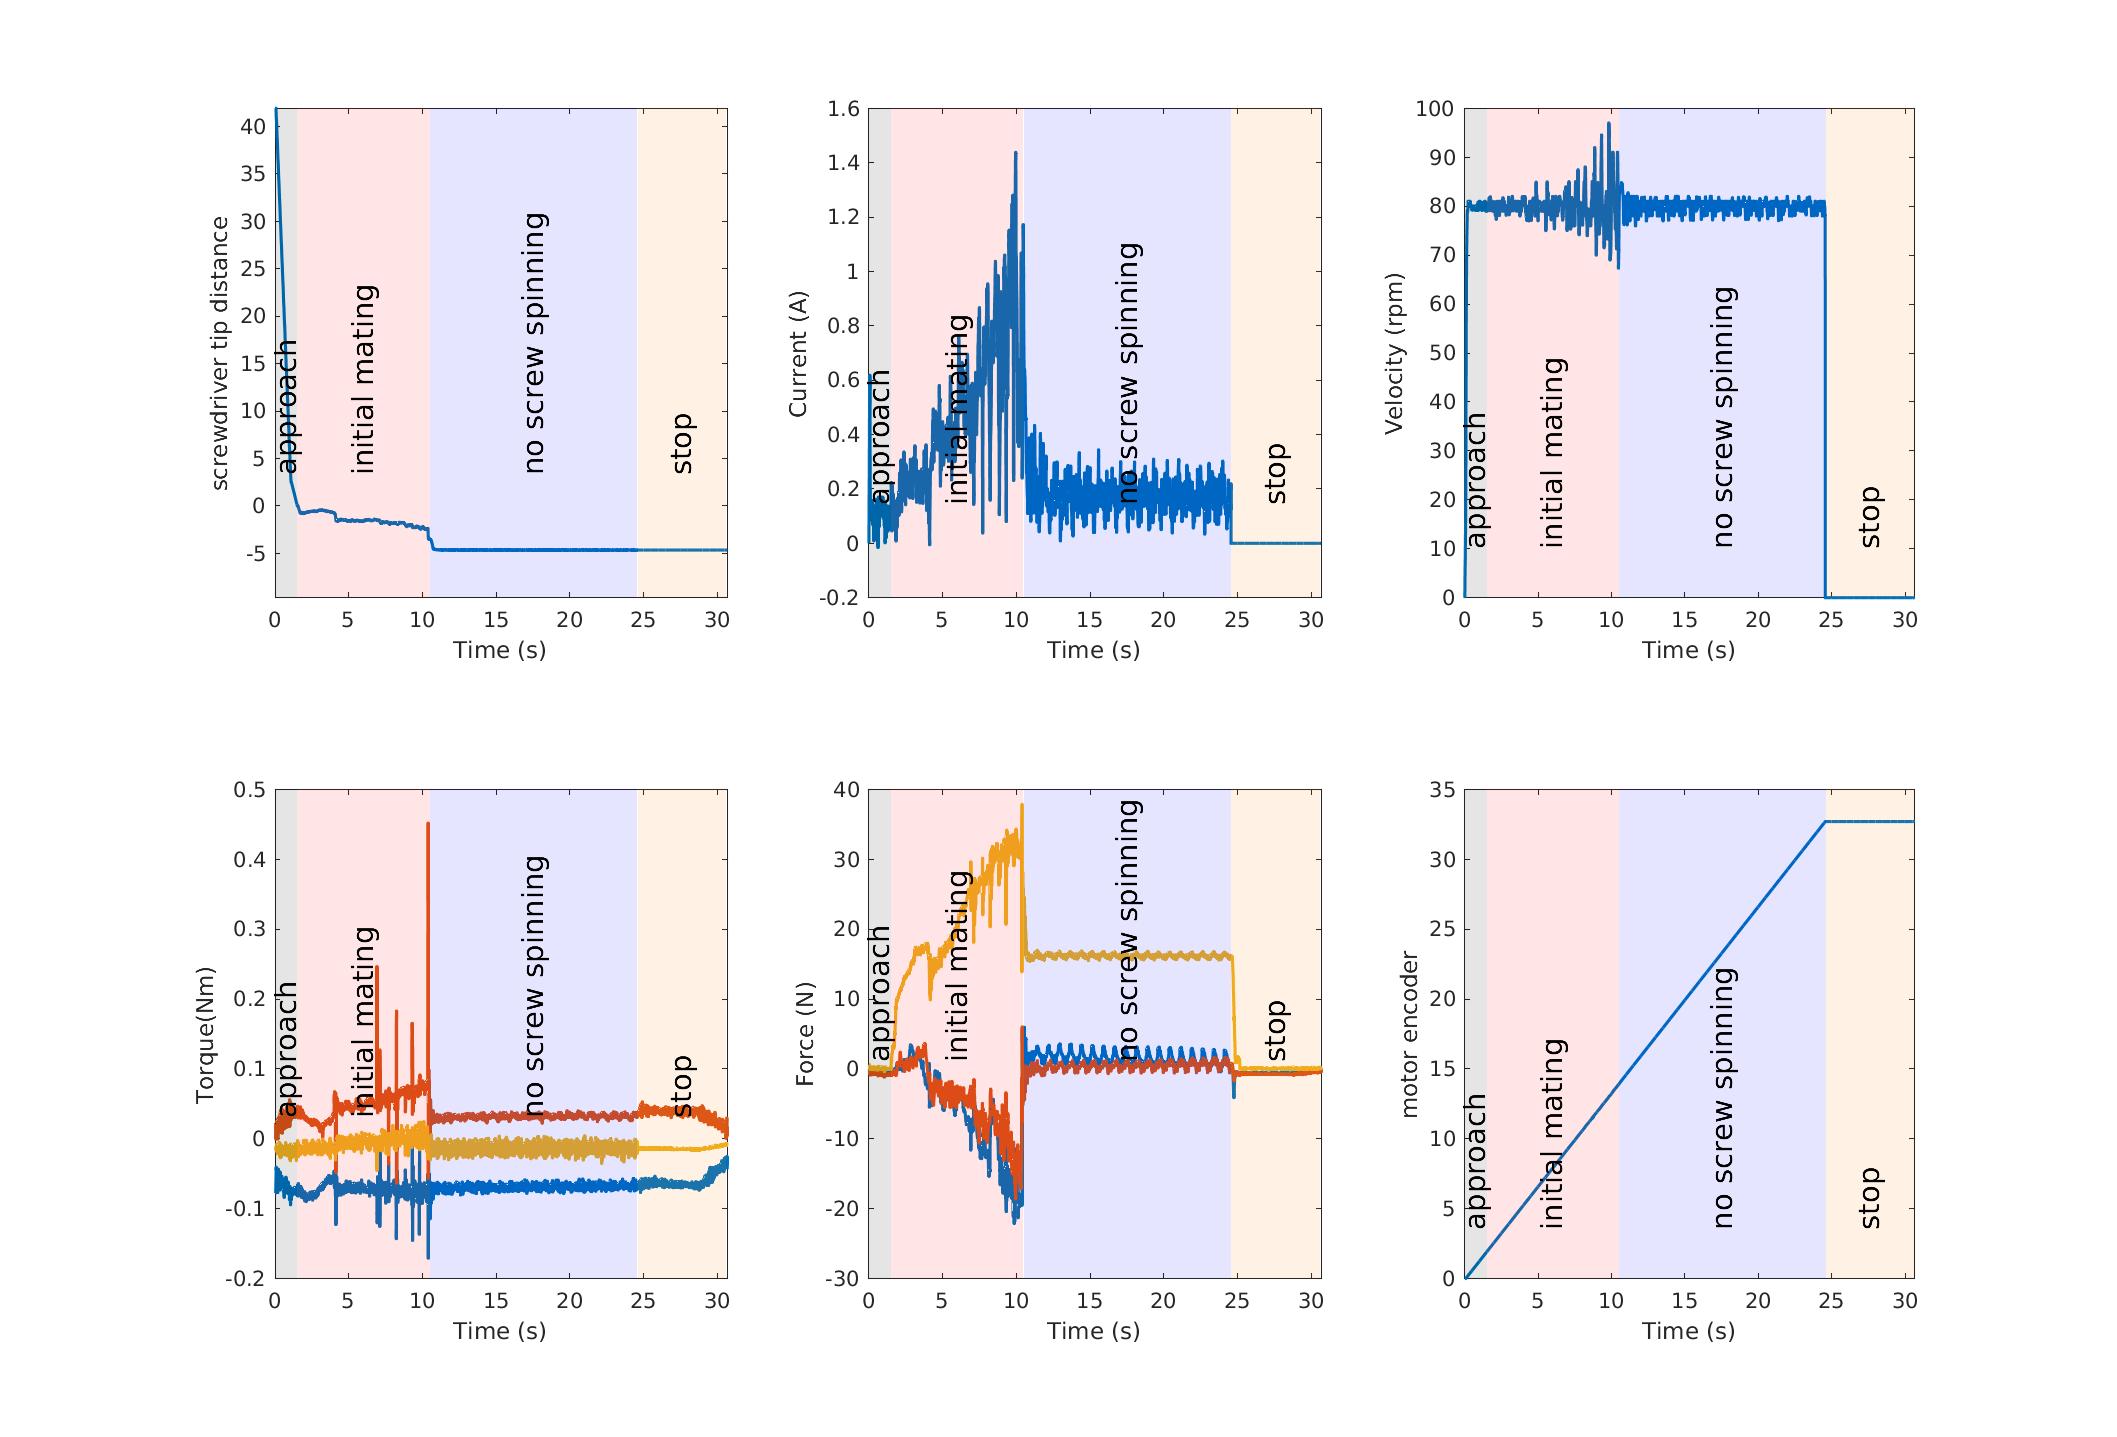 40
35
30
25
20
15
10
5
0
-5
screwdriver tip distance
approach
initial mating
no screw spinning
stop
0 5 10 15 20 25 30
Time (s)
1.6
1.4
1.2
1
0.8
0.6
0.4
0.2
0
-0.2
Current (A)
approach
initial mating
no screw spinning
stop
0 5 10 15 20 25 30
Time (s)
100
90
80
70
60
50
40
30
20
10
0
Velocity (rpm)
approach
initial mating
no screw spinning
stop
0 5 10 15 20 25 30
Time (s)
0.5
0.4
0.3
0.2
0.1
0
-0.1
-0.2
Torque(Nm)
approach
initial mating
no screw spinning
stop
0 5 10 15 20 25 30
Time (s)
40
30
20
10
0
-10
-20
-30
Force (N)
approach
initial mating
no screw spinning
stop
0 5 10 15 20 25 30
Time (s)
35
30
25
20
15
10
5
0
motor encoder
approach
initial mating
no screw spinning
stop
0 5 10 15 20 25 30
Time (s)